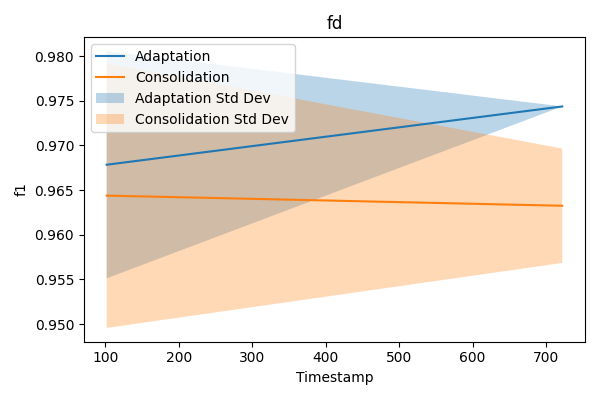 fd
0.980
0.975
0.970
0.965
0.960
0.955
0.950
f1
Adaptation
Consolidation
Adaptation Std Dev
Consolidation Std Dev
100 200 300 400 500 600 700
Timestamp